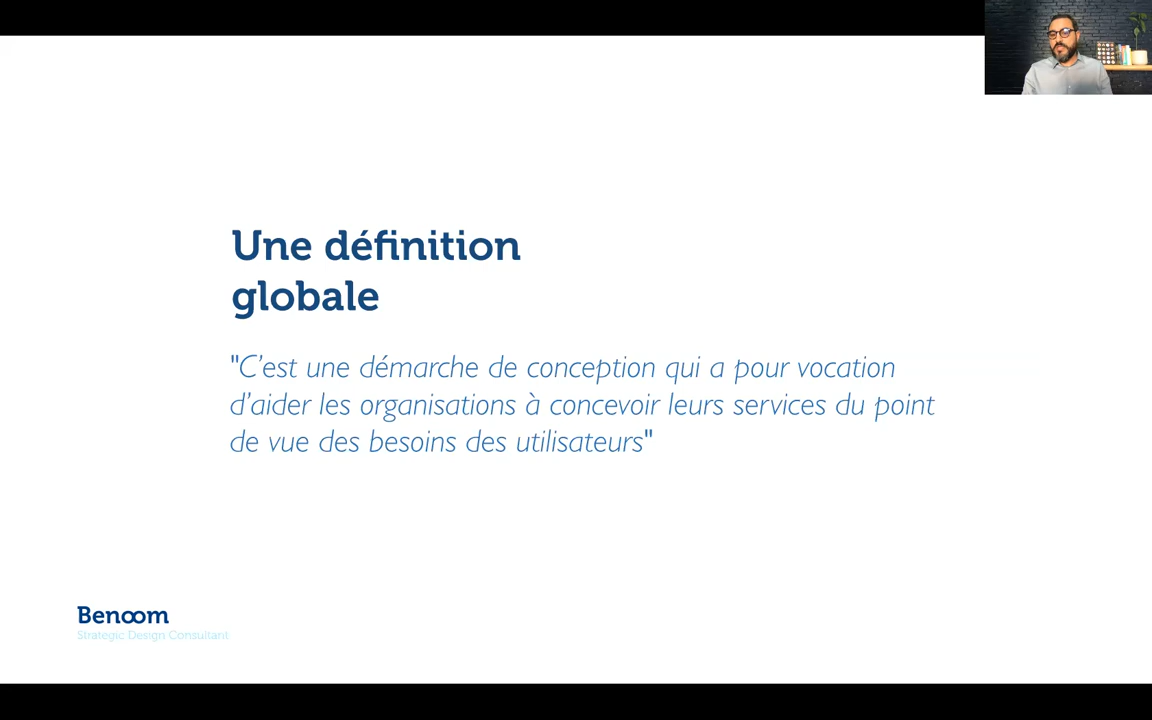 Une définition
globale
"C’est une démarche de conception qui a pour vocation
d’aider les organisations à concevoir leurs services du point
de vue des besoins des utilisateurs"
Benoom
Strategic Design Consultant